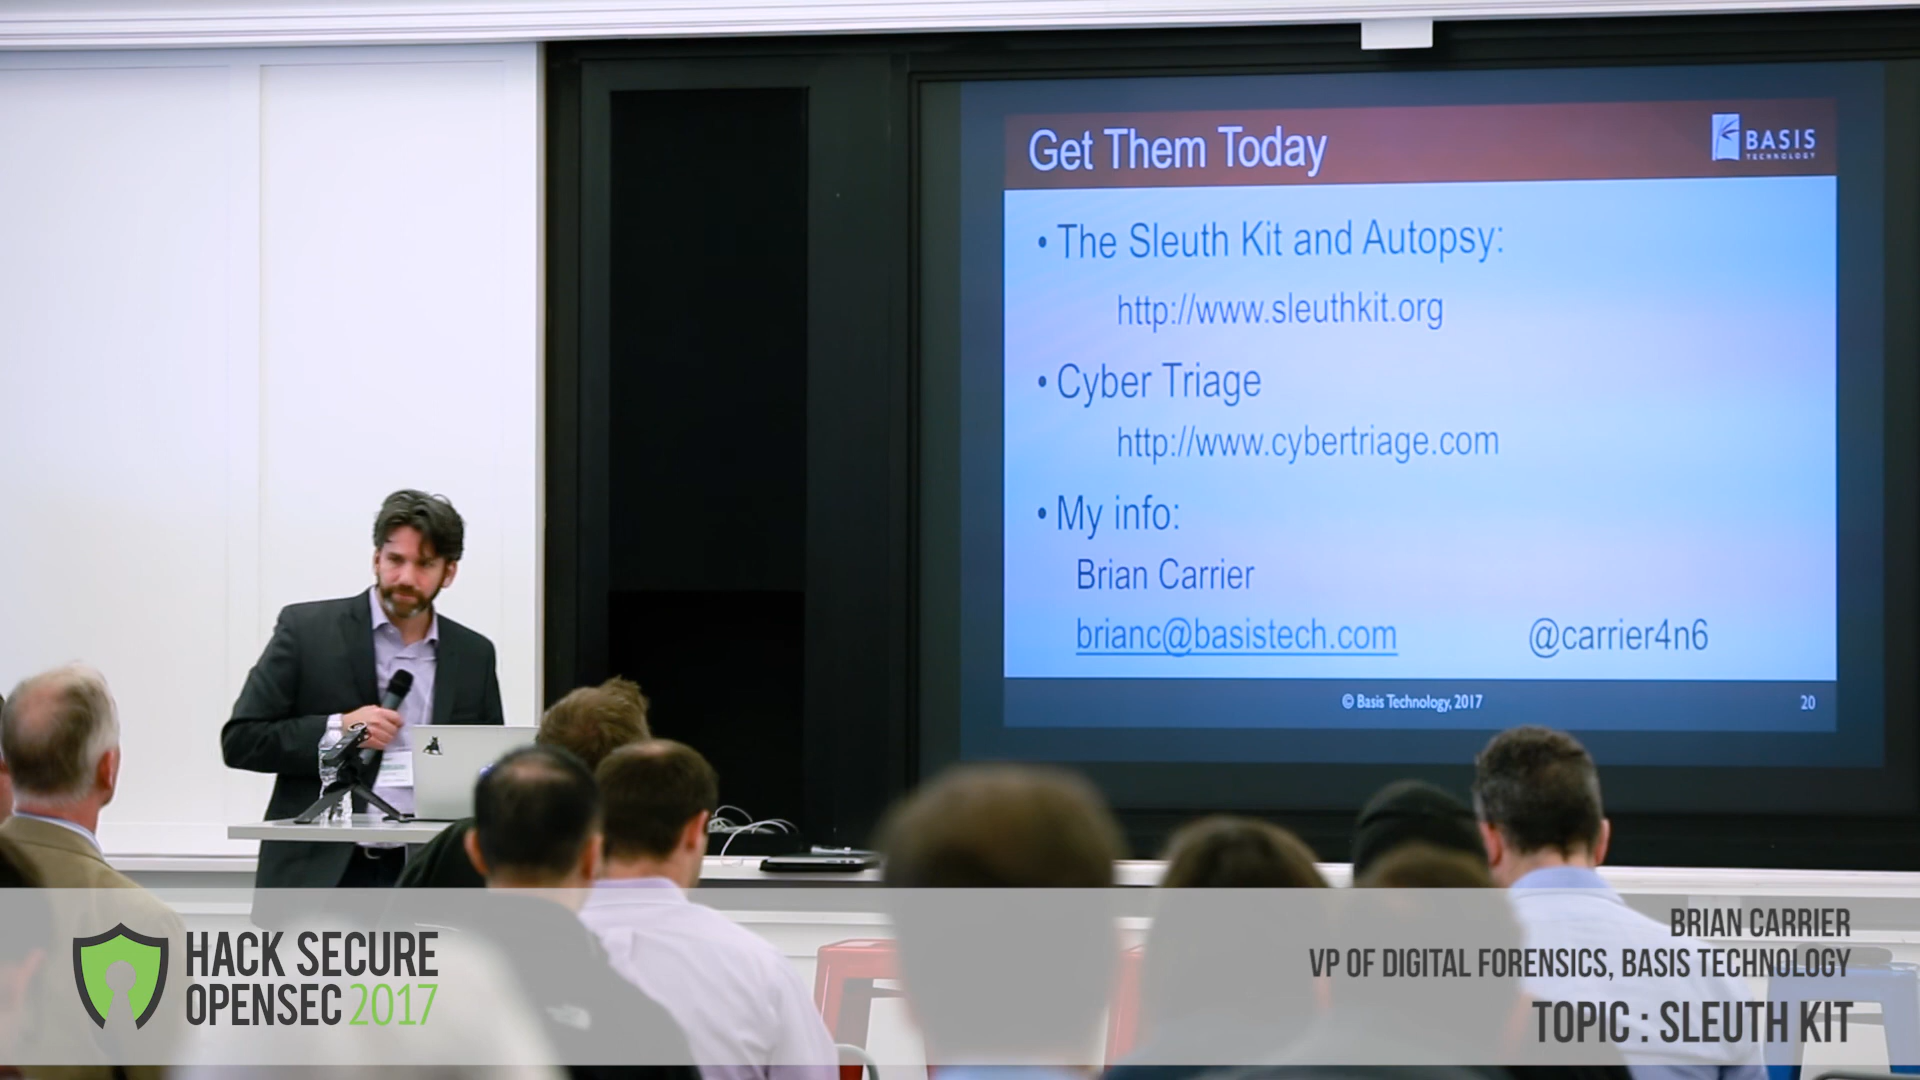 Get Them Today
BASIS
TECHNOLOGY
• The Sleuth Kit and Autopsy:
http://www.sleuthkit.org
• Cyber Triage
http://www.cybertriage.com
• My info:
Brian Carrier
brianc@basistech.com @carrier4n6
© Basis Technology, 2017 20
HACK SECURE
OPENSEC 2017
BRIAN CARRIER
VP OF DIGITAL FORENSICS, BASIS TECHNOLOGY
TOPIC : SLEUTH KIT